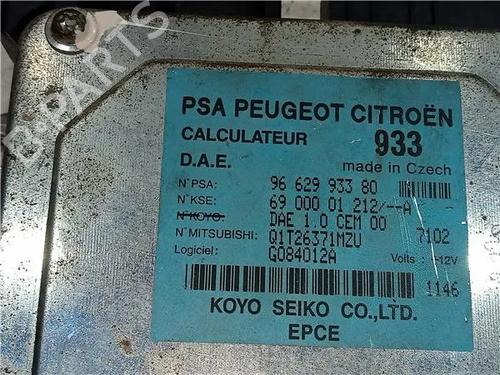 B-PARTS
PSA PEUGEOT CITROËN
CALCULATEUR 933
D.A.E. made in Czech
N°PSA: 96 629 933 80
N°KSE: 69 000 01 212/--A
N°KOYO: DAE 1.0 CEM 00
N°MITSUBISHI: Q1T26371MZU 7102
Logiciel: G084012A Volts : =12V
1146
KOYO SEIKO CO.,LTD.
EPCE